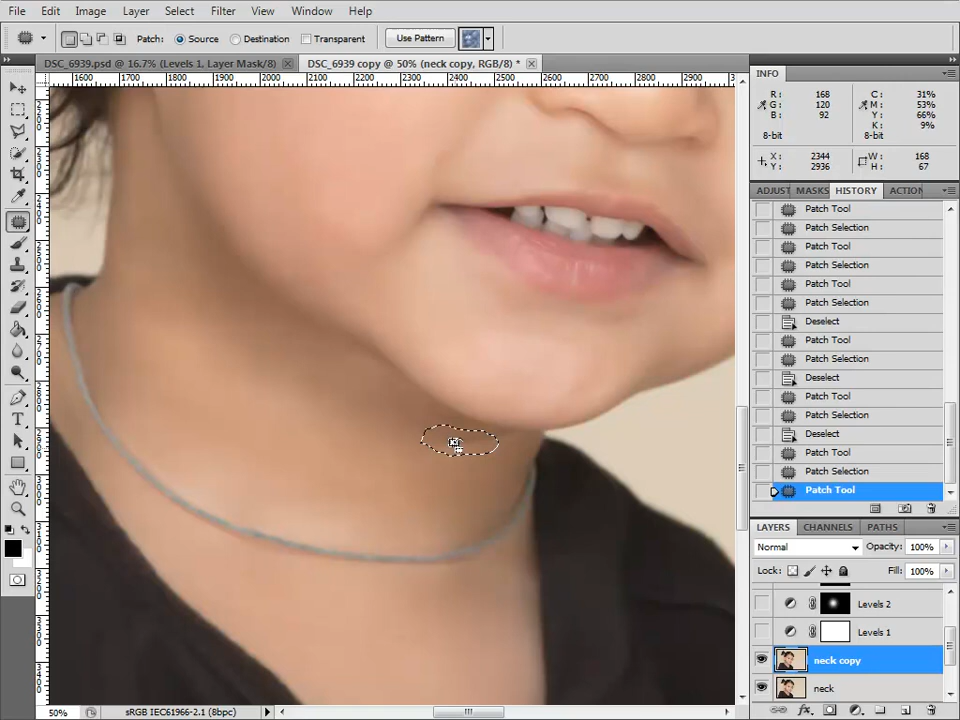 File Edit Image Layer Select Filter View Window Help
Patch: Source Destination Transparent Use Pattern
DSC_6939.psd @ 16.7% (Levels 1, Layer Mask/8) DSC_6939 copy @ 50% (neck copy, RGB/8) *
1600 1700 1800 1900 2000 2100 2200 2300 2400 2500 2600 2700 2800 2900
INFO
R: 168 C: 31%
G: 120 M: 53%
B: 92 Y: 66%
K: 9%
8-bit 8-bit
X: 2344 W: 168
Y: 2936 H: 67
ADJUST MASKS HISTORY ACTION
Patch Tool
Patch Selection
Patch Tool
Patch Selection
Patch Tool
Patch Selection
Deselect
Patch Tool
Patch Selection
Deselect
Patch Tool
Patch Selection
Deselect
Patch Tool
Patch Selection
Patch Tool
LAYERS CHANNELS PATHS
Normal Opacity: 100%
Lock: Fill: 100%
Levels 2
Levels 1
neck copy
neck
50% sRGB IEC61966-2.1 (8bpc)